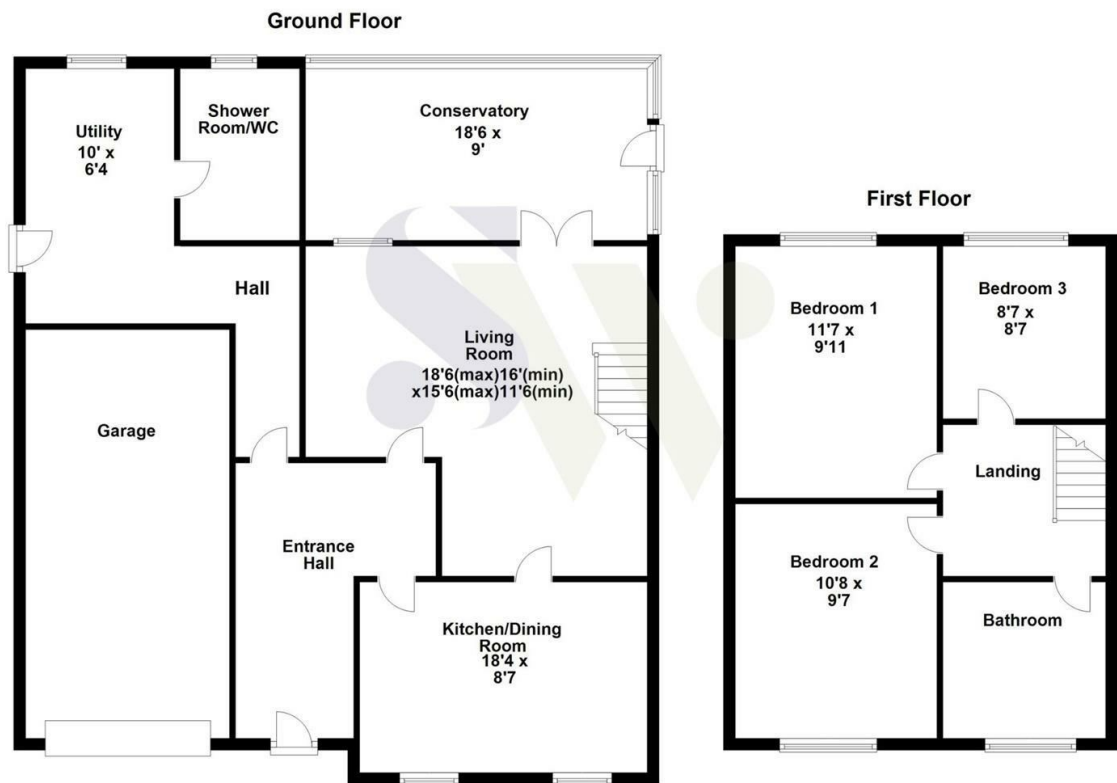 Ground Floor
Utility
10' x
6'4
Shower
Room/WC
Conservatory
18'6 x
9'
Hall
Living
Room
18'6(max)16'(min)
x15'6(max)11'6(min)
Garage
Entrance
Hall
Kitchen/Dining
Room
18'4 x
8'7
First Floor
Bedroom 1
11'7 x
9'11
Bedroom 3
8'7 x
8'7
Landing
Bedroom 2
10'8 x
9'7
Bathroom
SW